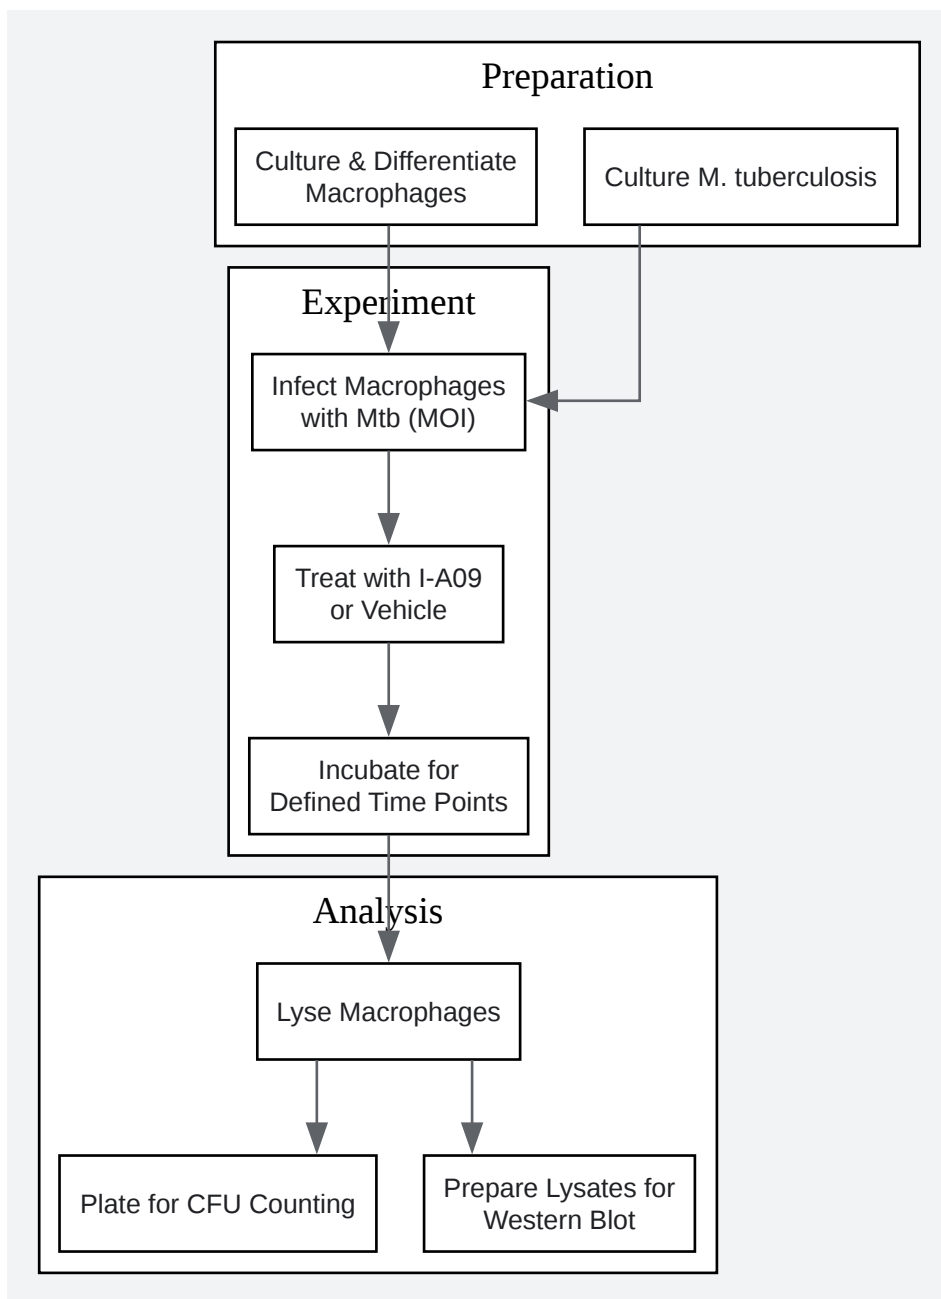 Preparation
Culture & Differentiate
Macrophages
Culture M. tuberculosis
Experiment
Infect Macrophages
with Mtb (MOI)
Treat with I-A09
or Vehicle
Incubate for
Defined Time Points
Analysis
Lyse Macrophages
Plate for CFU Counting
Prepare Lysates for
Western Blot